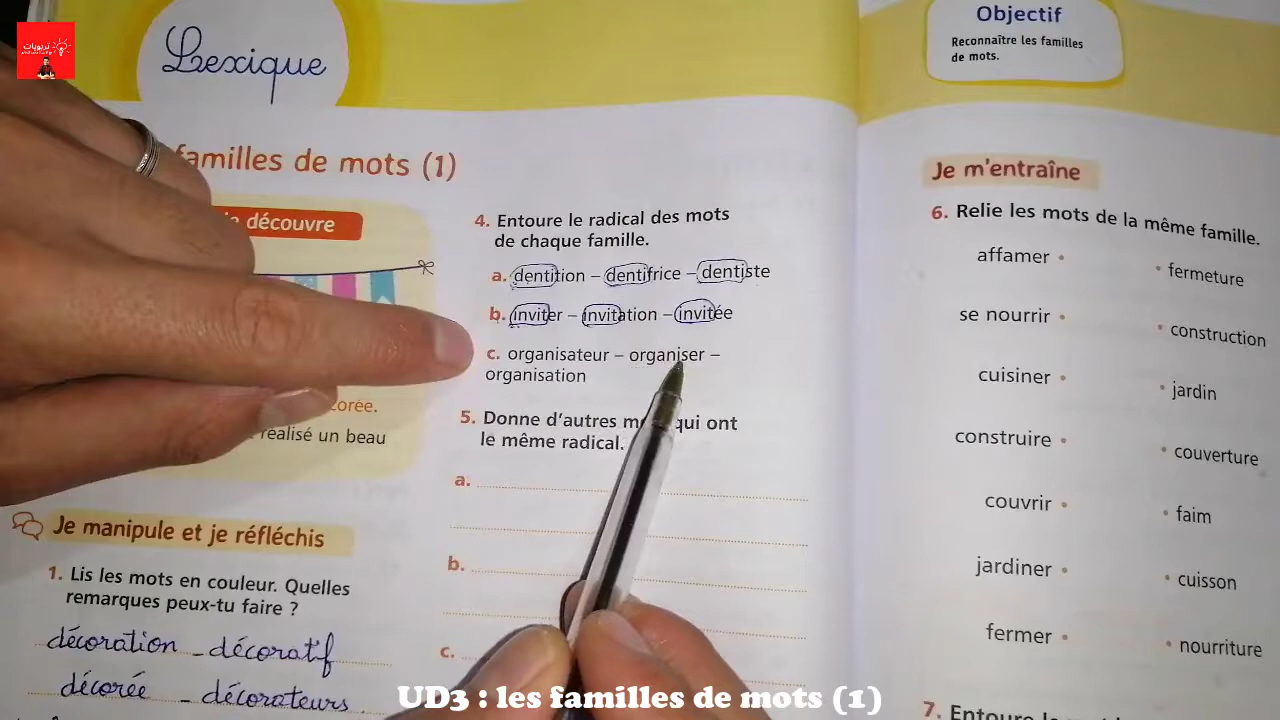 تربويات
Lexique
familles de mots (1)
découvre
corée.
réalisé un beau
Je manipule et je réfléchis
1. Lis les mots en couleur. Quelles
remarques peux-tu faire ?
décoration - décoratif
décorée - décorateurs.
4. Entoure le radical des mots
de chaque famille.
a. dentition – dentifrice – dentiste
b. inviter – invitation – invitée
c. organisateur – organiser –
organisation
5. Donne d'autres qui ont
le même radical.
a.
b.
c.
Objectif
Reconnaître les familles
de mots.
Je m'entraîne
6. Relie les mots de la même famille.
affamer • • fermeture
se nourrir • • construction
cuisiner • • jardin
construire • • couverture
couvrir • • faim
jardiner • • cuisson
fermer • • nourriture
7.
UD3 : les familles de mots (1)